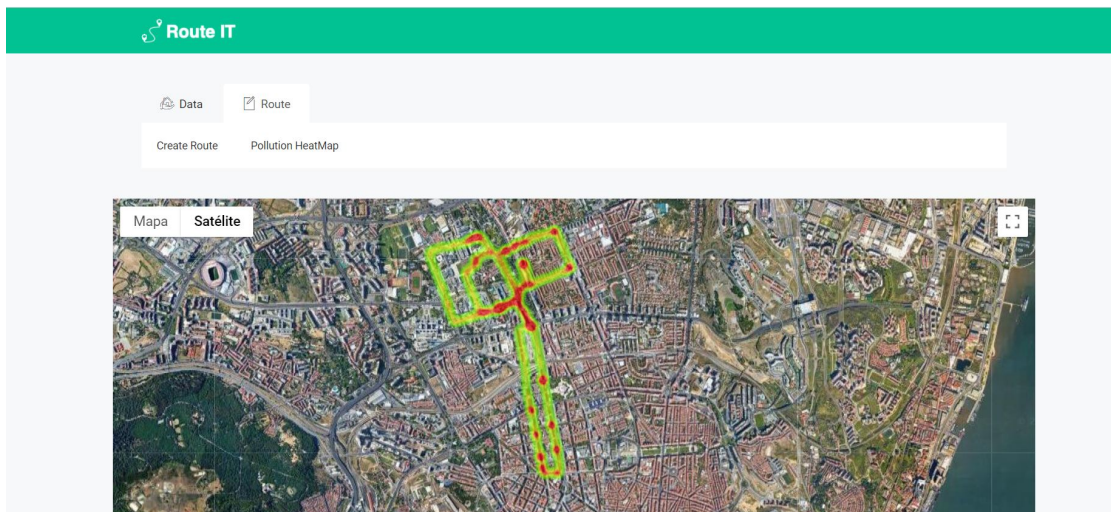 Route IT
Data Route
Create Route Pollution HeatMap
Mapa Satélite